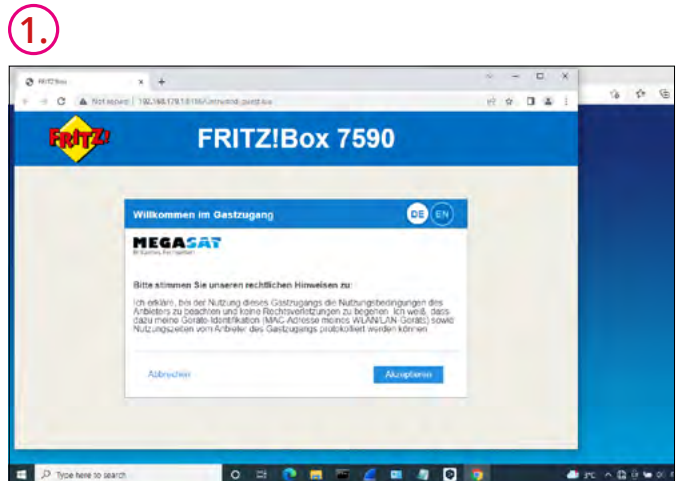 1.
FRITZ!Box
Not secure
FRITZ!
FRITZ!Box 7590
Willkommen im Gastzugang
DE
EN
MEGASAT
Bitte stimmen Sie unseren rechtlichen Hinweisen zu:
Ich erkläre, bei der Nutzung dieses Gastzugangs die Nutzungsbedingungen des
Anbieters zu beachten und keine Rechtsverletzungen zu begehen. Ich weiß, dass
dazu meine Geräte-Identifikation (MAC-Adresse meines WLAN/LAN-Geräts) sowie
Nutzungszeiten vom Anbieter des Gastzugangs protokolliert werden können
Abbrechen
Akzeptieren
Type here to search
3°C